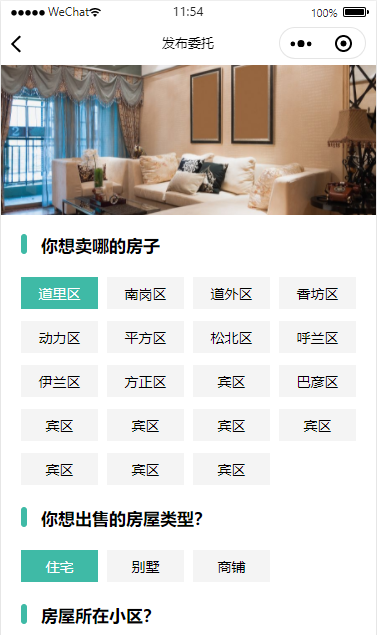 WeChat 11:54 100%
发布委托
你想卖哪的房子
道里区 南岗区 道外区 香坊区
动力区 平方区 松北区 呼兰区
伊兰区 方正区 宾区 巴彦区
宾区 宾区 宾区 宾区
宾区 宾区 宾区
你想出售的房屋类型？
住宅 别墅 商铺
房屋所在小区？